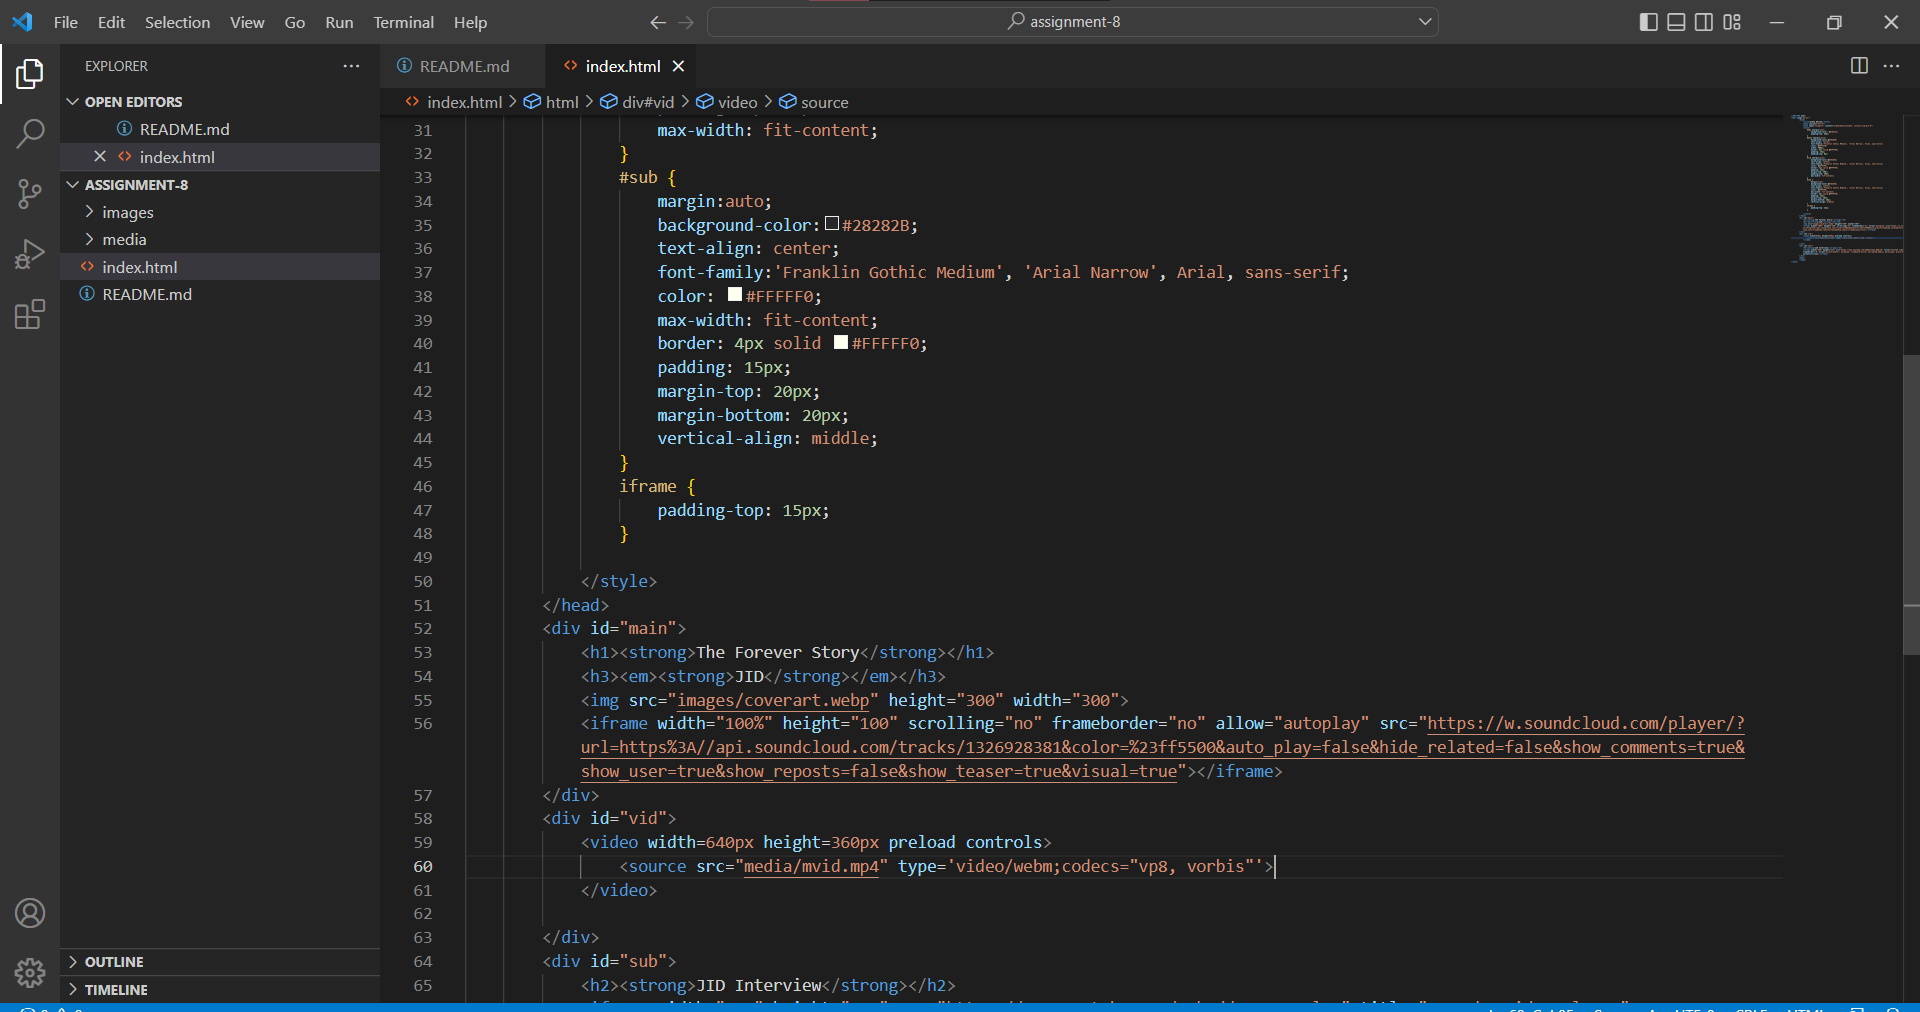 File Edit Selection View Go Run Terminal Help
assignment-8
EXPLORER
OPEN EDITORS
README.md
index.html
ASSIGNMENT-8
images
media
index.html
README.md
OUTLINE
TIMELINE
README.md
index.html
index.html > html > div#vid > video > source
31 max-width: fit-content;
32 }
33 #sub {
34 margin:auto;
35 background-color: #28282B;
36 text-align: center;
37 font-family:'Franklin Gothic Medium', 'Arial Narrow', Arial, sans-serif;
38 color: #FFFFF0;
39 max-width: fit-content;
40 border: 4px solid #FFFFF0;
41 padding: 15px;
42 margin-top: 20px;
43 margin-bottom: 20px;
44 vertical-align: middle;
45 }
46 iframe {
47 padding-top: 15px;
48 }
49
50 </style>
51 </head>
52 <div id="main">
53 <h1><strong>The Forever Story</strong></h1>
54 <h3><em><strong>JID</strong></em></h3>
55 <img src="images/coverart.webp" height="300" width="300">
56 <iframe width="100%" height="100" scrolling="no" frameborder="no" allow="autoplay" src="https://w.soundcloud.com/player/?
url=https%3A//api.soundcloud.com/tracks/1326928381&color=%23ff5500&auto_play=false&hide_related=false&show_comments=true&
show_user=true&show_reposts=false&show_teaser=true&visual=true"></iframe>
57 </div>
58 <div id="vid">
59 <video width=640px height=360px preload controls>
60 <source src="media/mvid.mp4" type='video/webm;codecs="vp8, vorbis"'>
61 </video>
62
63 </div>
64 <div id="sub">
65 <h2><strong>JID Interview</strong></h2>